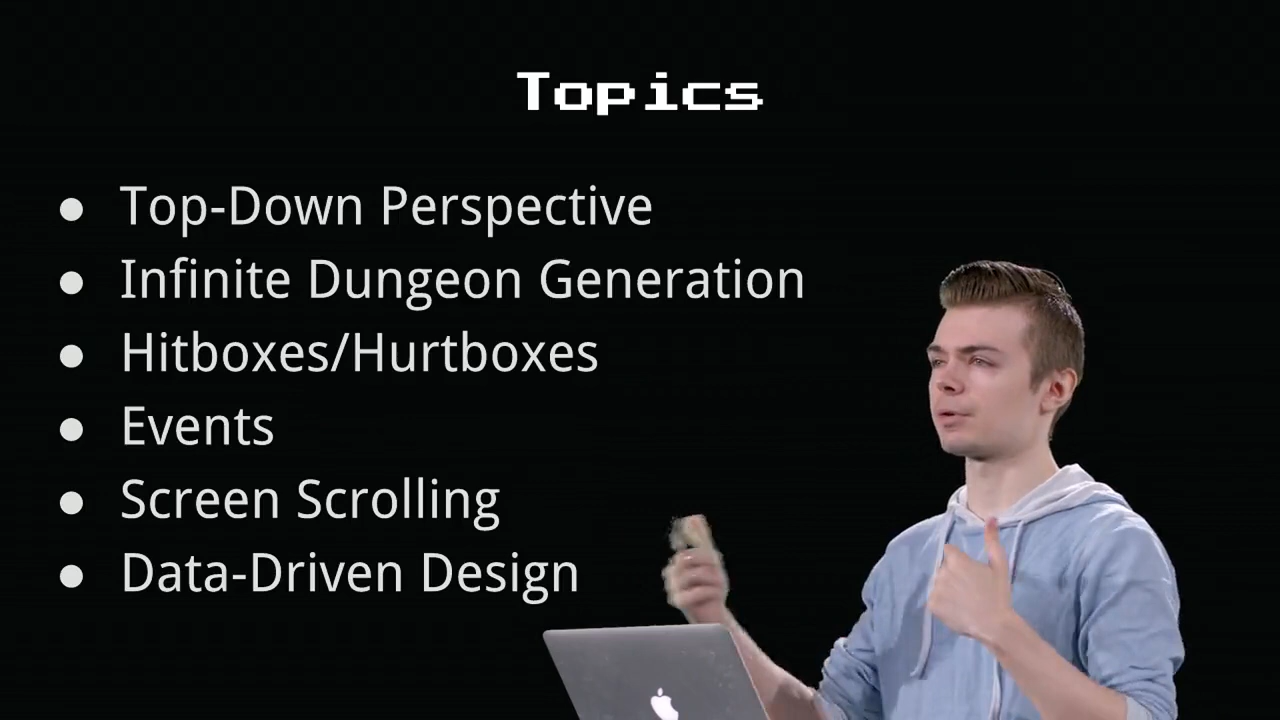 Topics
● Top-Down Perspective
● Infinite Dungeon Generation
● Hitboxes/Hurtboxes
● Events
● Screen Scrolling
● Data-Driven Design